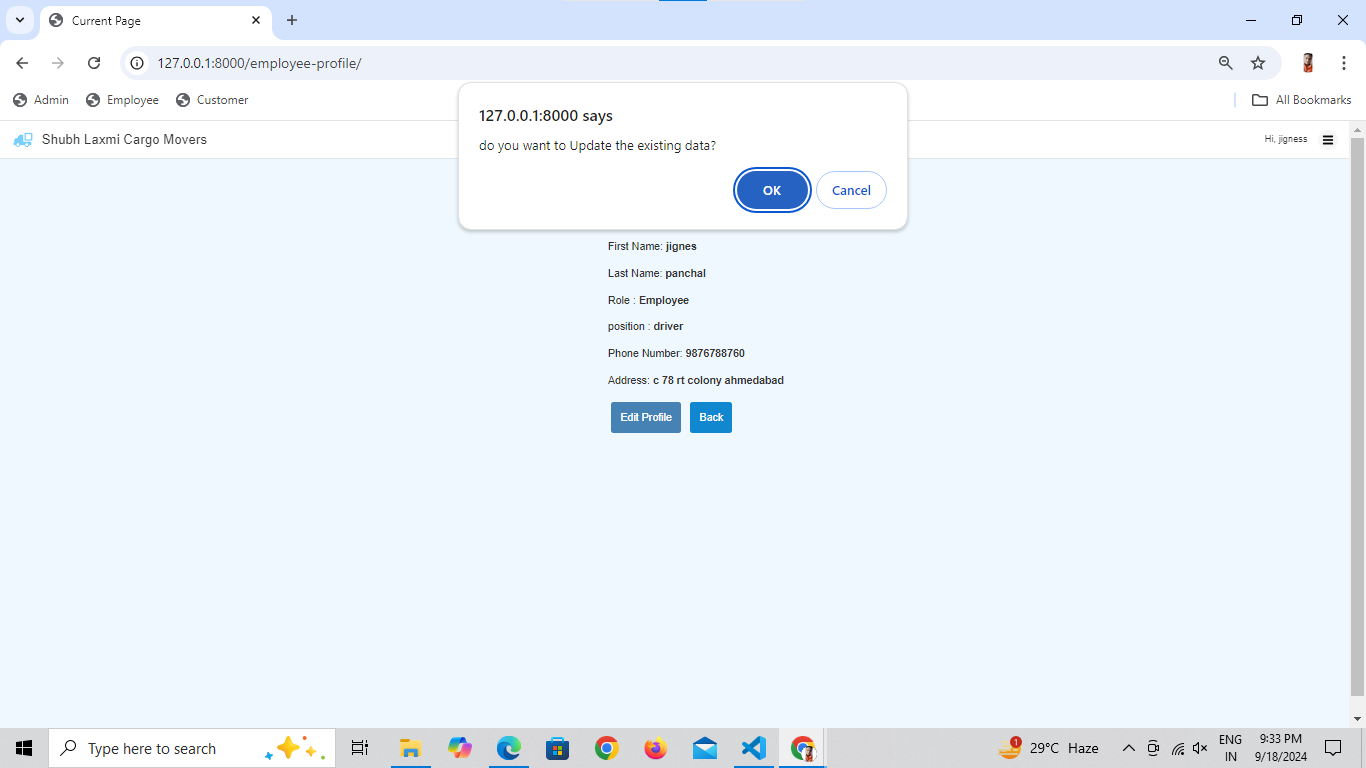 Current Page
127.0.0.1:8000/employee-profile/
Admin Employee Customer All Bookmarks
127.0.0.1:8000 says
do you want to Update the existing data?
OK Cancel
Shubh Laxmi Cargo Movers Hi, jigness
First Name: jignes
Last Name: panchal
Role : Employee
position : driver
Phone Number: 9876788760
Address: c 78 rt colony ahmedabad
Edit Profile Back
Type here to search 1 29°C Haze ENG 9:33 PM
IN 9/18/2024